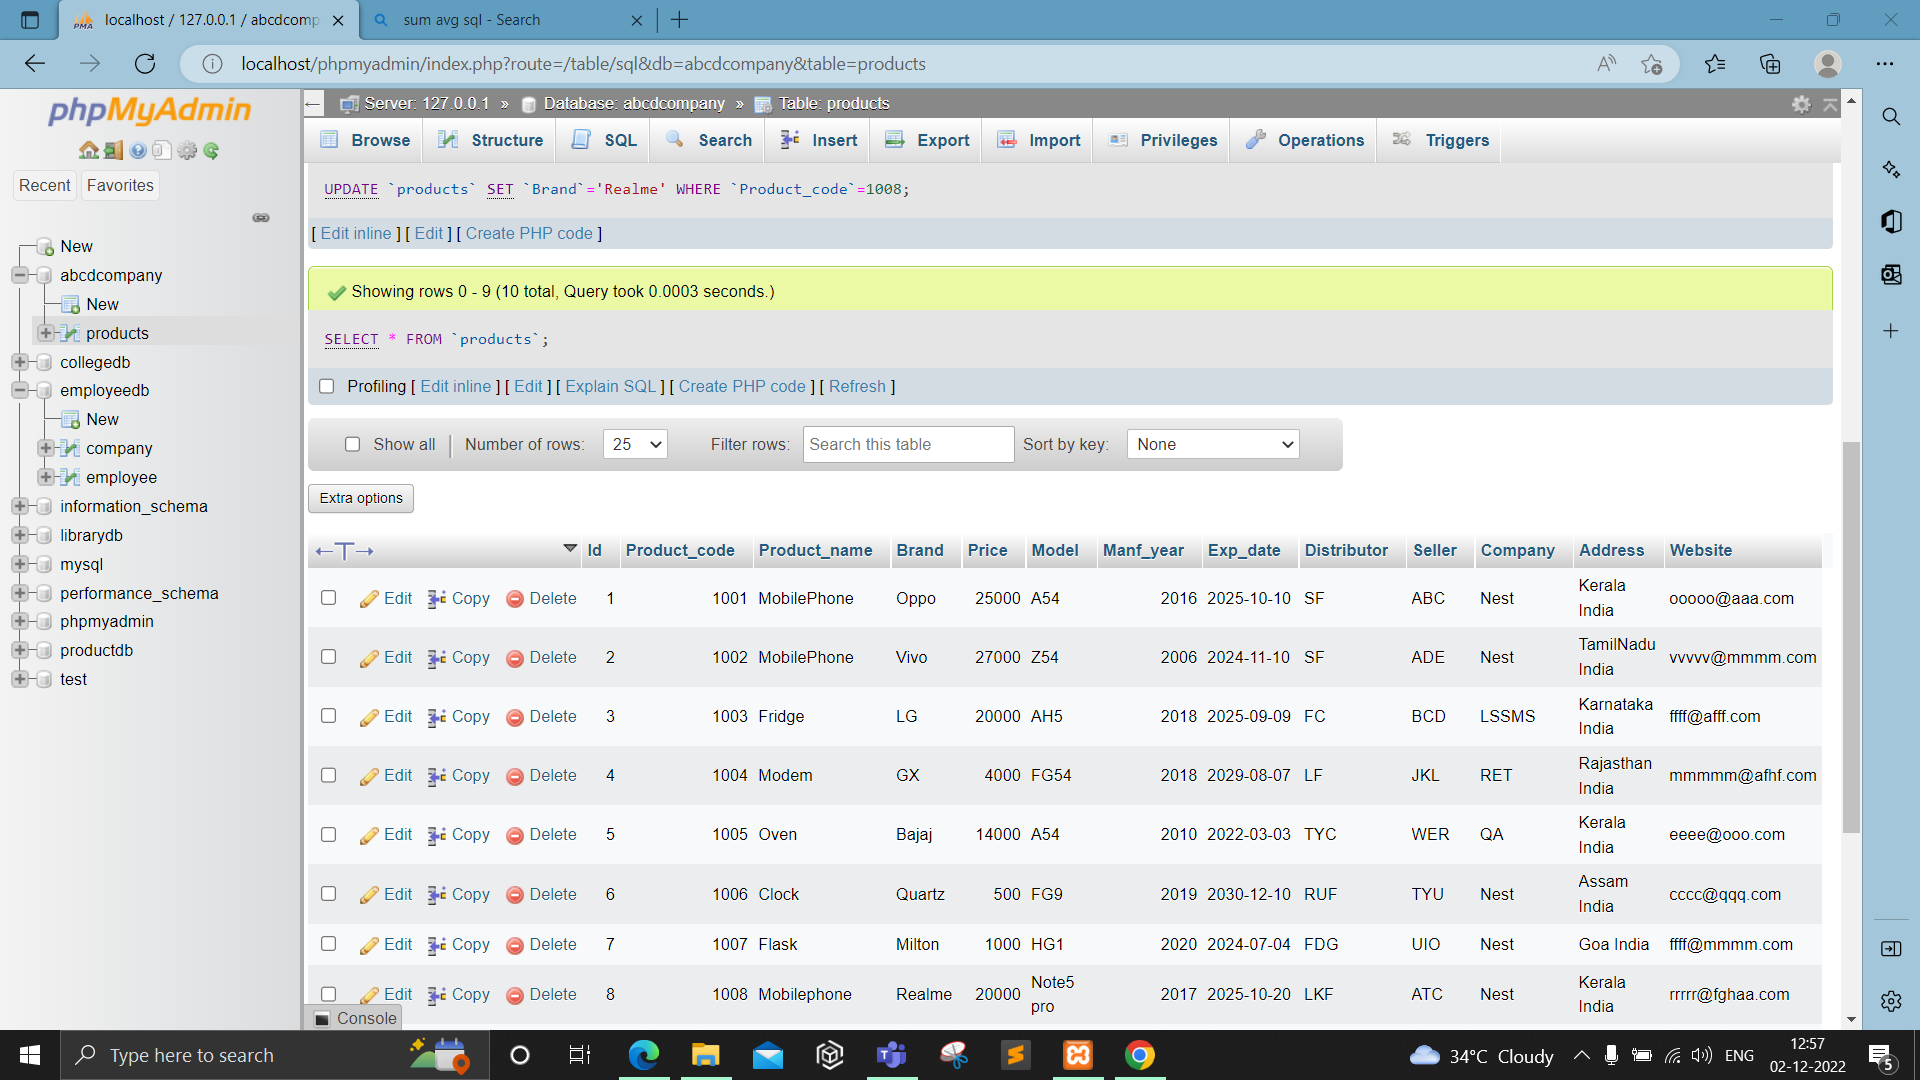 localhost / 127.0.0.1 / abcdcomp
sum avg sql - Search
localhost/phpmyadmin/index.php?route=/table/sql&db=abcdcompany&table=products
phpMyAdmin
Recent Favorites
New
abcdcompany
New
products
collegedb
employeedb
New
company
employee
information_schema
librarydb
mysql
performance_schema
phpmyadmin
productdb
test
Server: 127.0.0.1 » Database: abcdcompany » Table: products
Browse Structure SQL Search Insert Export Import Privileges Operations Triggers
UPDATE `products` SET `Brand`='Realme' WHERE `Product_code`=1008;
[ Edit inline ] [ Edit ] [ Create PHP code ]
Showing rows 0 - 9 (10 total, Query took 0.0003 seconds.)
SELECT * FROM `products`;
Profiling [ Edit inline ] [ Edit ] [ Explain SQL ] [ Create PHP code ] [ Refresh ]
Show all Number of rows: 25 Filter rows: Search this table Sort by key: None
Extra options
←T→ Id Product_code Product_name Brand Price Model Manf_year Exp_date Distributor Seller Company Address Website
Edit Copy Delete 1 1001 MobilePhone Oppo 25000 A54 2016 2025-10-10 SF ABC Nest Kerala India ooooo@aaa.com
Edit Copy Delete 2 1002 MobilePhone Vivo 27000 Z54 2006 2024-11-10 SF ADE Nest TamilNadu India vvvvv@mmmm.com
Edit Copy Delete 3 1003 Fridge LG 20000 AH5 2018 2025-09-09 FC BCD LSSMS Karnataka India ffff@afff.com
Edit Copy Delete 4 1004 Modem GX 4000 FG54 2018 2029-08-07 LF JKL RET Rajasthan India mmmmm@afhf.com
Edit Copy Delete 5 1005 Oven Bajaj 14000 A54 2010 2022-03-03 TYC WER QA Kerala India eeee@ooo.com
Edit Copy Delete 6 1006 Clock Quartz 500 FG9 2019 2030-12-10 RUF TYU Nest Assam India cccc@qqq.com
Edit Copy Delete 7 1007 Flask Milton 1000 HG1 2020 2024-07-04 FDG UIO Nest Goa India ffff@mmmm.com
Edit Copy Delete 8 1008 Mobilephone Realme 20000 Note5 pro 2017 2025-10-20 LKF ATC Nest Kerala India rrrrr@fghaa.com
Console
Type here to search
34°C Cloudy
ENG
12:57
02-12-2022
5